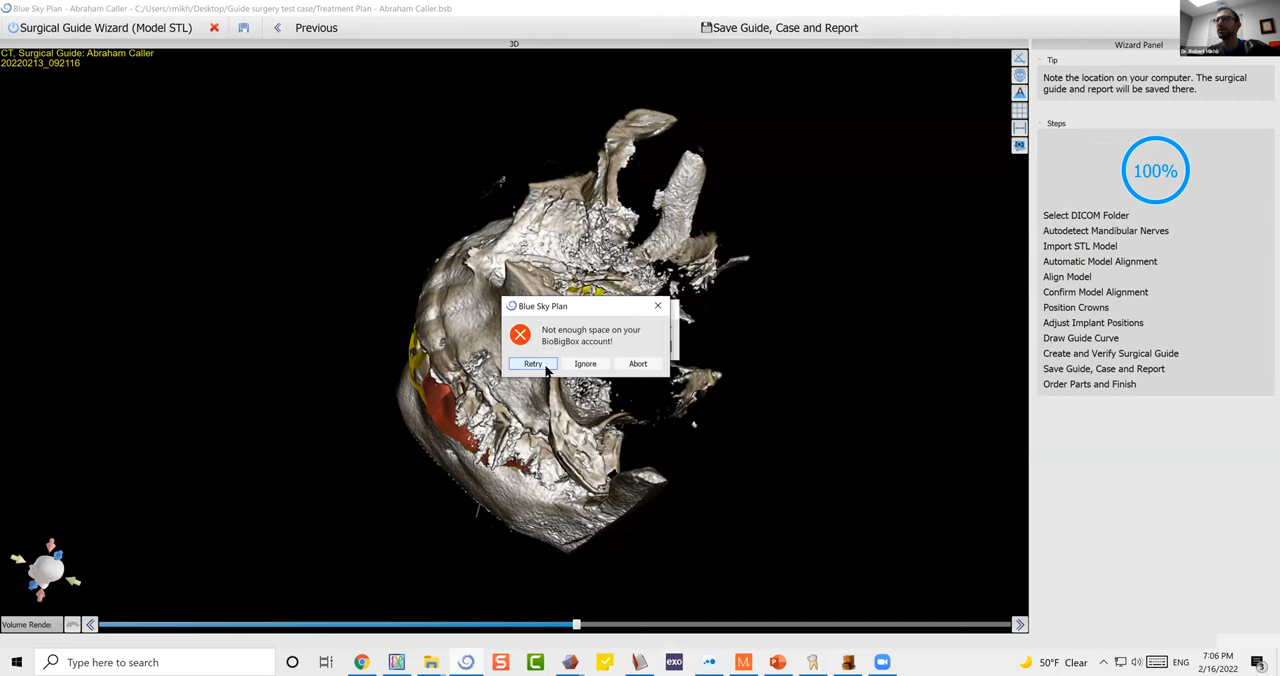 Blue Sky Plan - Abraham Caller - C:/Users/rmikh/Desktop/Guide surgery test case/Treatment Plan - Abraham Caller.bsb
Surgical Guide Wizard (Model STL)
Previous
Save Guide, Case and Report
Dr. Robert Mikhli
3D
Wizard Panel
CT, Surgical Guide: Abraham Caller
20220213_092116
Tip
Note the location on your computer. The surgical
guide and report will be saved there.
Steps
100%
Select DICOM Folder
Autodetect Mandibular Nerves
Import STL Model
Automatic Model Alignment
Align Model
Confirm Model Alignment
Position Crowns
Adjust Implant Positions
Draw Guide Curve
Create and Verify Surgical Guide
Save Guide, Case and Report
Order Parts and Finish
Blue Sky Plan
Not enough space on your
BioBigBox account!
Retry
Ignore
Abort
Volume Rende
Type here to search
exo
50°F Clear
ENG
7:06 PM
2/16/2022